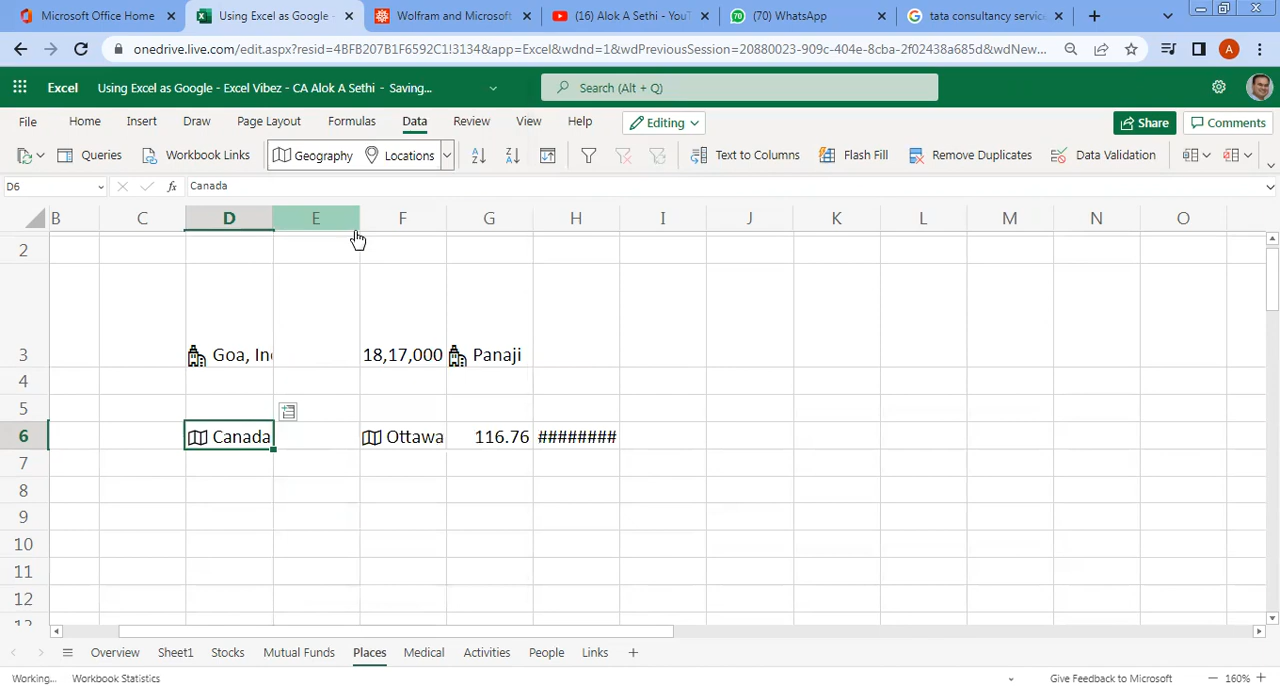 Microsoft Office Home
Using Excel as Google -
Wolfram and Microsoft
(16) Alok A Sethi - YouT
(70) WhatsApp
tata consultancy service
onedrive.live.com/edit.aspx?resid=4BFB207B1F6592C1!3134&app=Excel&wdnd=1&wdPreviousSession=20880023-909c-404e-8cba-2f02438a685d&wdNew...
A
Excel Using Excel as Google - Excel Vibez - CA Alok A Sethi - Saving...
Search (Alt + Q)
File Home Insert Draw Page Layout Formulas Data Review View Help Editing Share Comments
Queries Workbook Links Geography Locations Text to Columns Flash Fill Remove Duplicates Data Validation
D6 fx Canada
B C D E F G H I J K L M N O
2
3 Goa, Ind 18,17,000 Panaji
4
5
6 Canada Ottawa 116.76 ########
7
8
9
10
11
12
13
Overview Sheet1 Stocks Mutual Funds Places Medical Activities People Links
Working... Workbook Statistics Give Feedback to Microsoft 160%